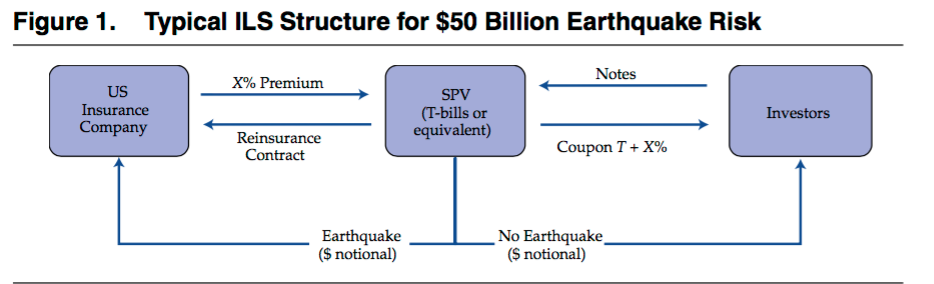 Figure 1. Typical ILS Structure for $50 Billion Earthquake Risk
US
Insurance
Company
X% Premium
Reinsurance
Contract
SPV
(T-bills or
equivalent)
Notes
Coupon T + X%
Investors
Earthquake
($ notional)
No Earthquake
($ notional)